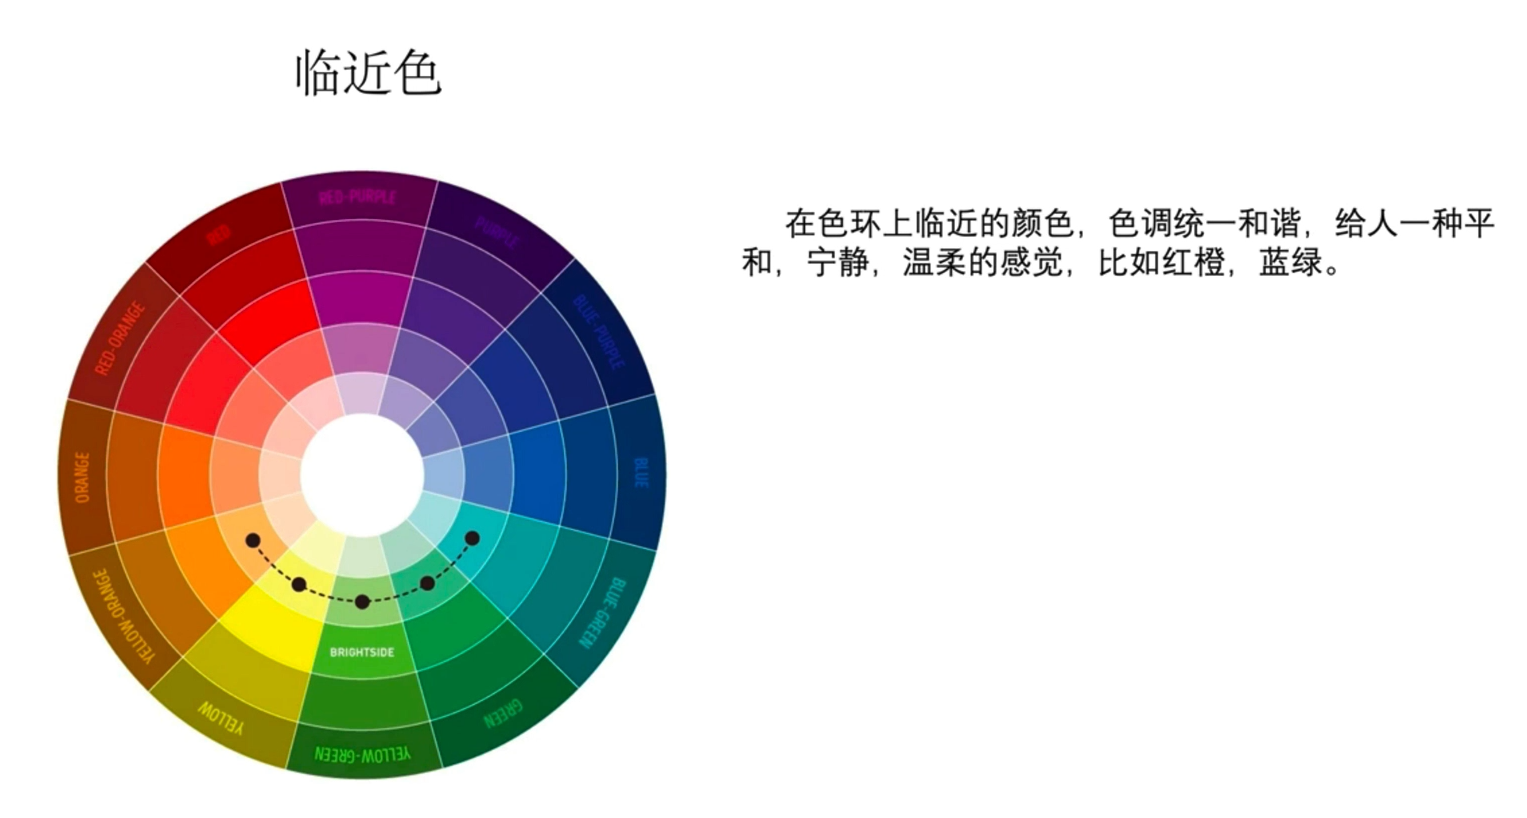 临近色
在色环上临近的颜色，色调统一和谐，给人一种平
和，宁静，温柔的感觉，比如红橙，蓝绿。
RED-PURPLE
PURPLE
BLUE-PURPLE
BLUE
BLUE-GREEN
GREEN
YELLOW-GREEN
YELLOW
YELLOW-ORANGE
ORANGE
RED-ORANGE
RED
BRIGHTSIDE